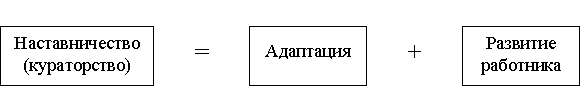 Наставничество
(кураторство)
=
Адаптация
+
Развитие
работника